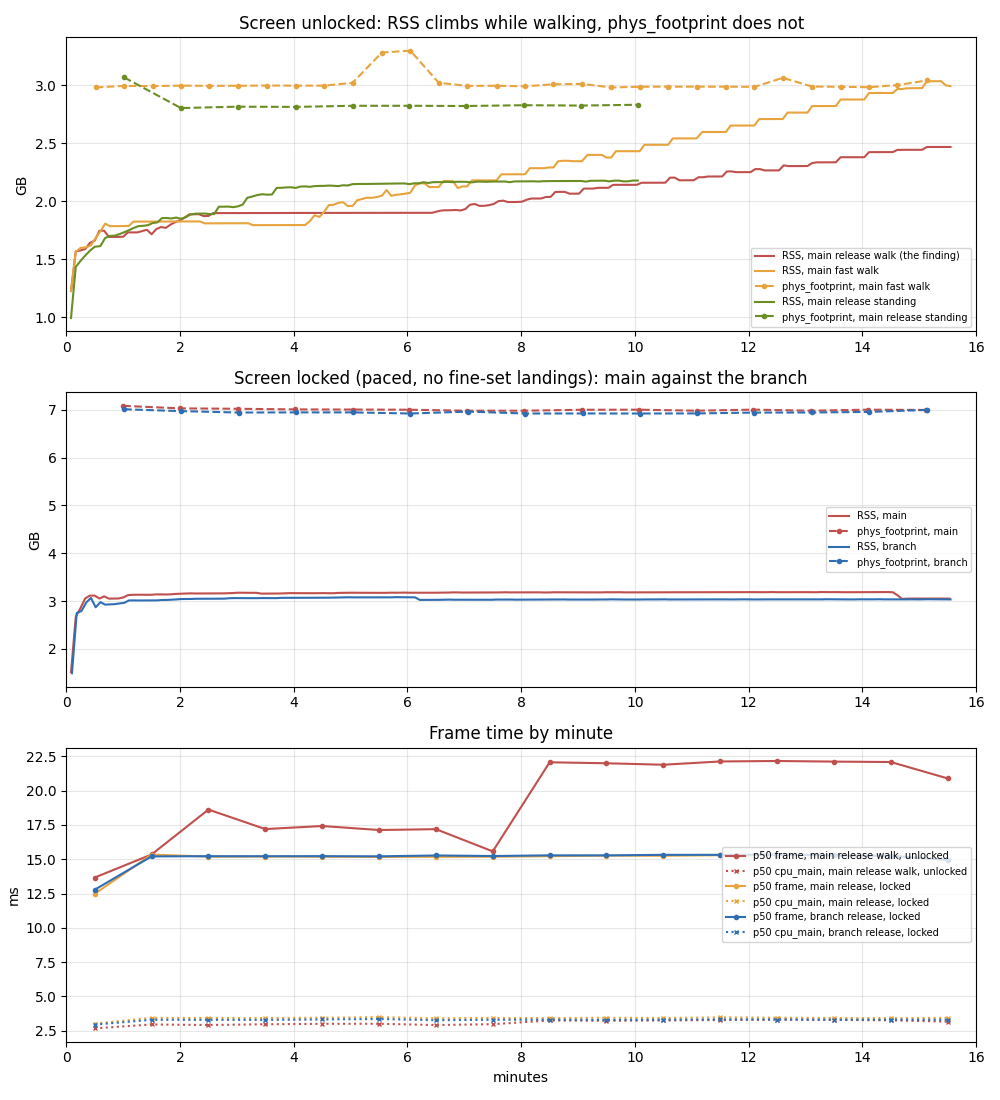 Screen unlocked: RSS climbs while walking, phys_footprint does not
3.0
2.5
2.0
1.5
1.0
GB
RSS, main release walk (the finding)
RSS, main fast walk
phys_footprint, main fast walk
RSS, main release standing
phys_footprint, main release standing
0 2 4 6 8 10 12 14 16
Screen locked (paced, no fine-set landings): main against the branch
7
6
5
4
3
2
GB
RSS, main
phys_footprint, main
RSS, branch
phys_footprint, branch
0 2 4 6 8 10 12 14 16
Frame time by minute
22.5
20.0
17.5
15.0
12.5
10.0
7.5
5.0
2.5
ms
p50 frame, main release walk, unlocked
p50 cpu_main, main release walk, unlocked
p50 frame, main release, locked
p50 cpu_main, main release, locked
p50 frame, branch release, locked
p50 cpu_main, branch release, locked
0 2 4 6 8 10 12 14 16
minutes